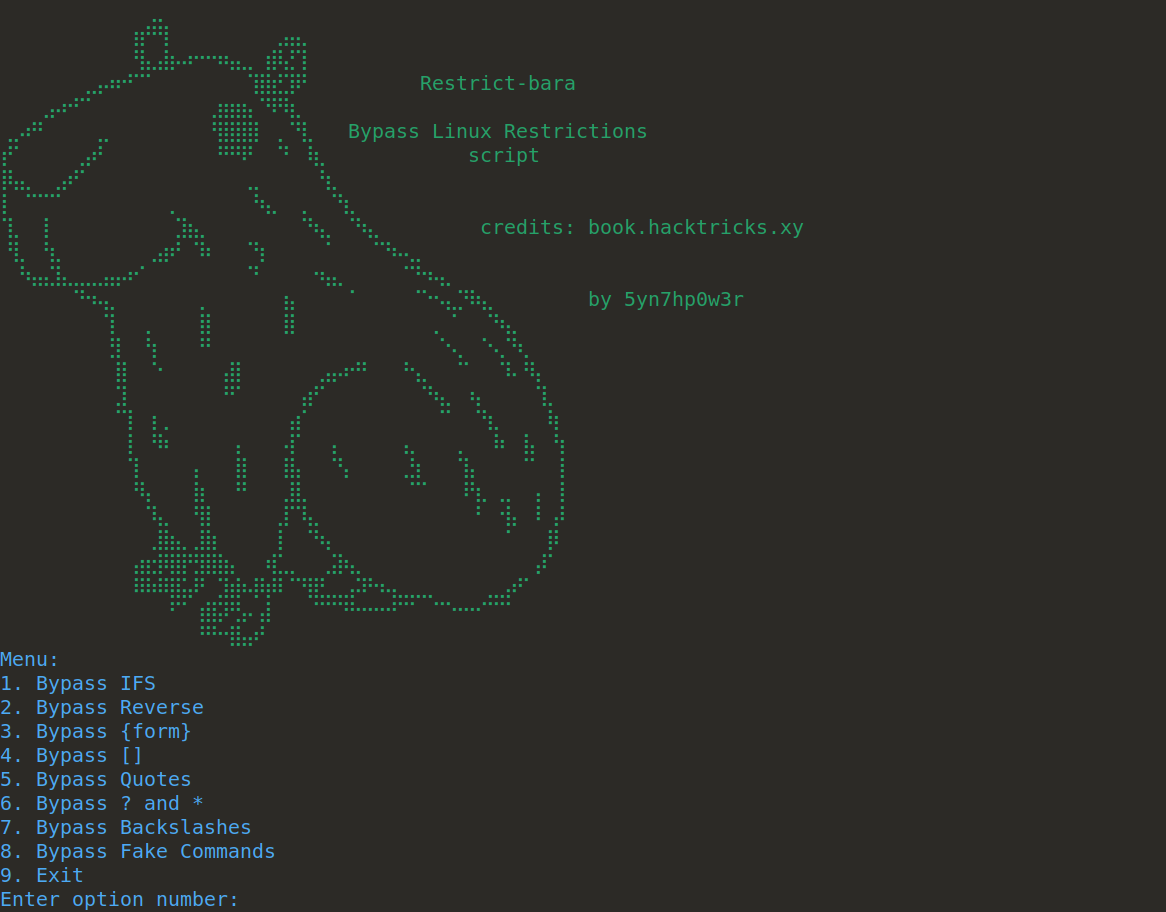 Restrict-bara
Bypass Linux Restrictions
script
credits: book.hacktricks.xy
by 5yn7hp0w3r
Menu:
1. Bypass IFS
2. Bypass Reverse
3. Bypass {form}
4. Bypass []
5. Bypass Quotes
6. Bypass ? and *
7. Bypass Backslashes
8. Bypass Fake Commands
9. Exit
Enter option number: